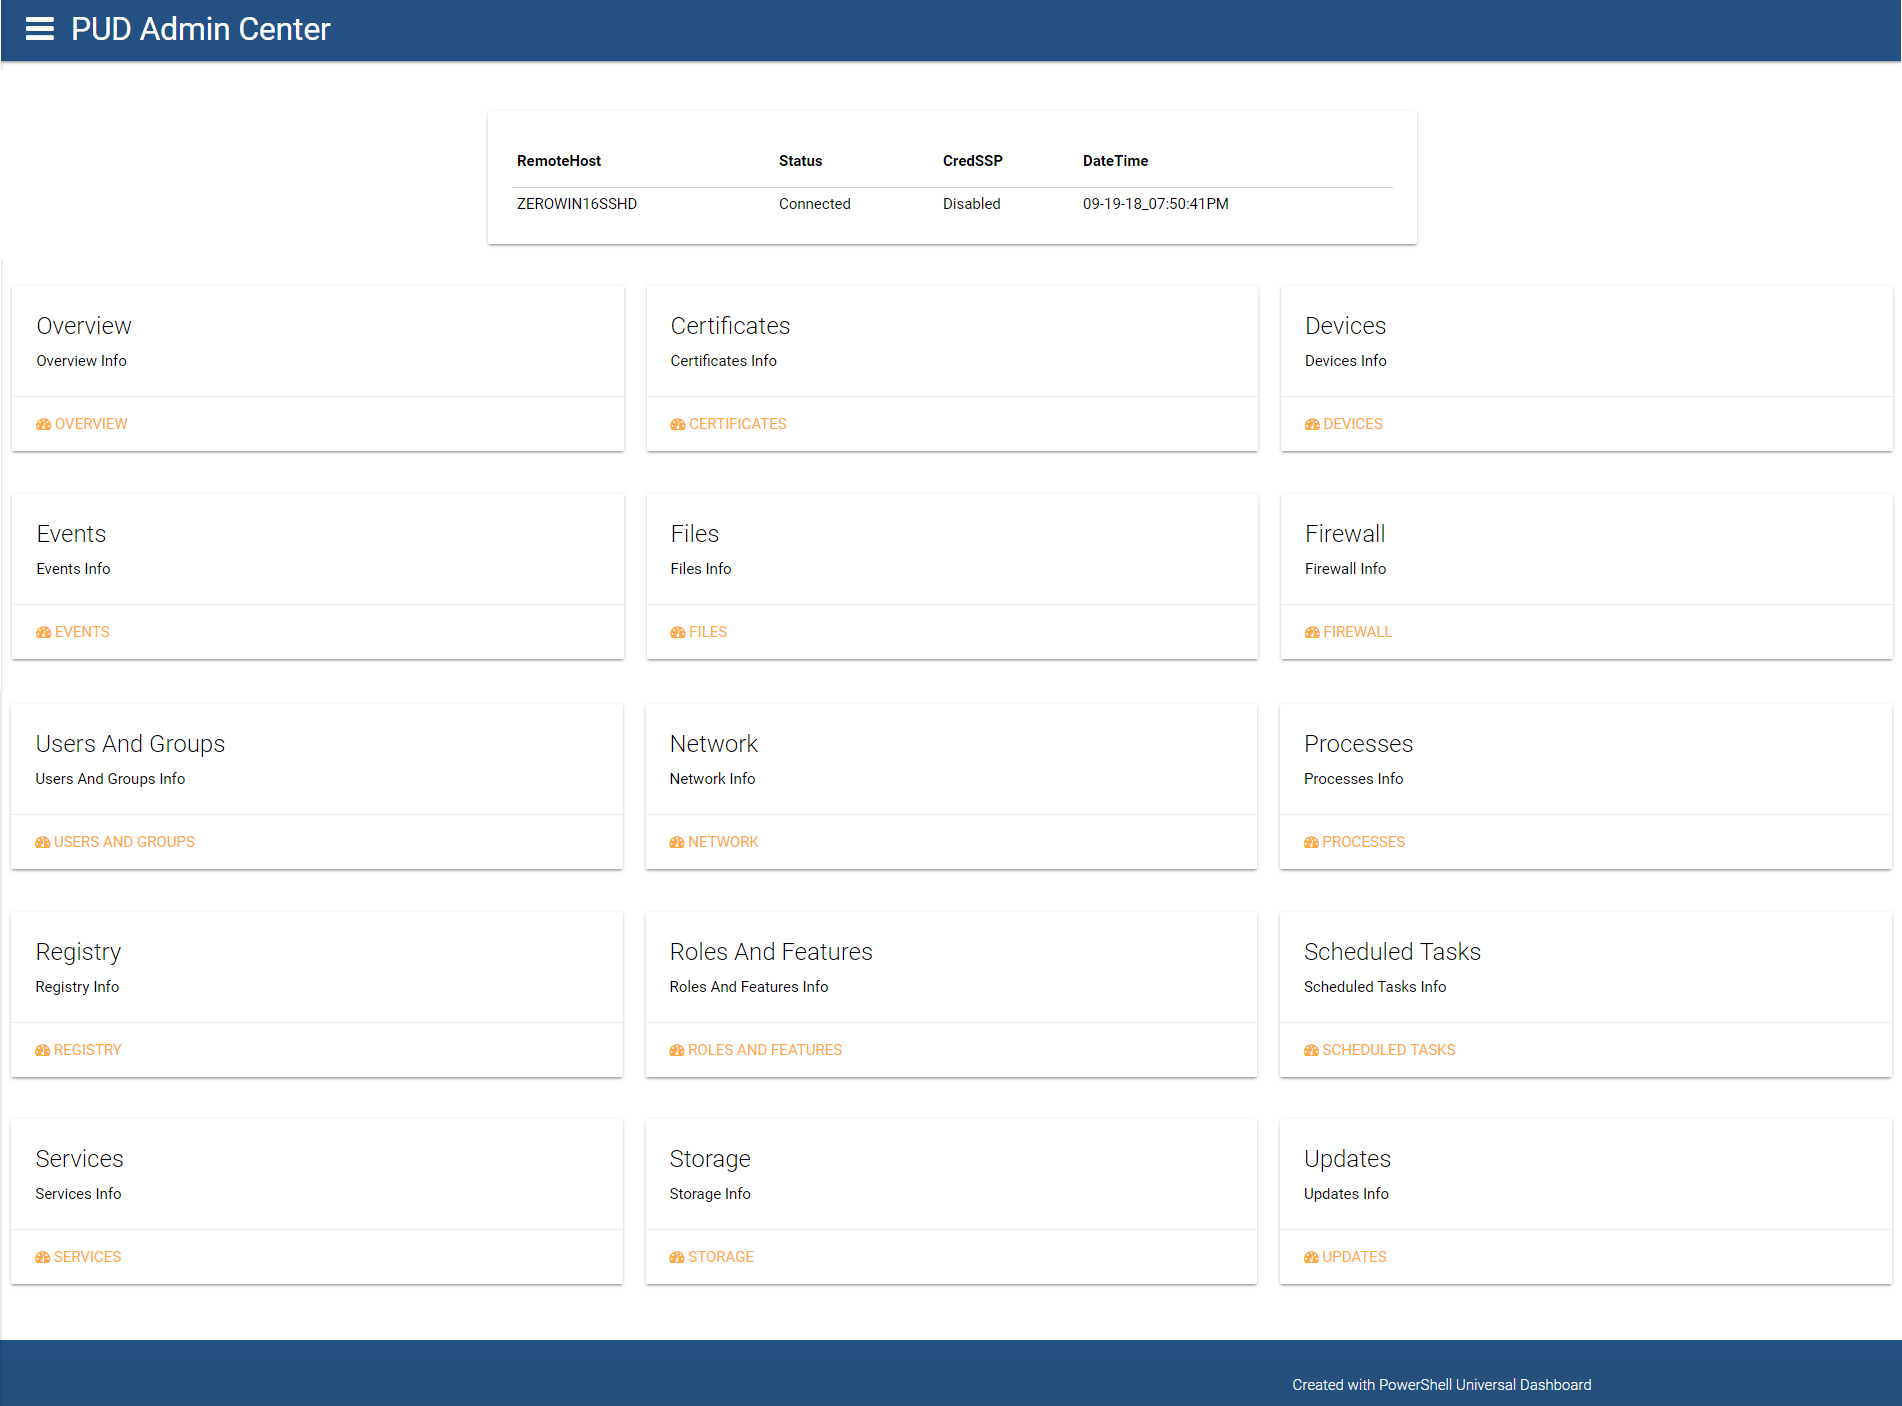 PUD Admin Center
RemoteHost Status CredSSP DateTime
ZEROWIN16SSHD Connected Disabled 09-19-18_07:50:41PM
Overview
Overview Info
OVERVIEW
Certificates
Certificates Info
CERTIFICATES
Devices
Devices Info
DEVICES
Events
Events Info
EVENTS
Files
Files Info
FILES
Firewall
Firewall Info
FIREWALL
Users And Groups
Users And Groups Info
USERS AND GROUPS
Network
Network Info
NETWORK
Processes
Processes Info
PROCESSES
Registry
Registry Info
REGISTRY
Roles And Features
Roles And Features Info
ROLES AND FEATURES
Scheduled Tasks
Scheduled Tasks Info
SCHEDULED TASKS
Services
Services Info
SERVICES
Storage
Storage Info
STORAGE
Updates
Updates Info
UPDATES
Created with PowerShell Universal Dashboard